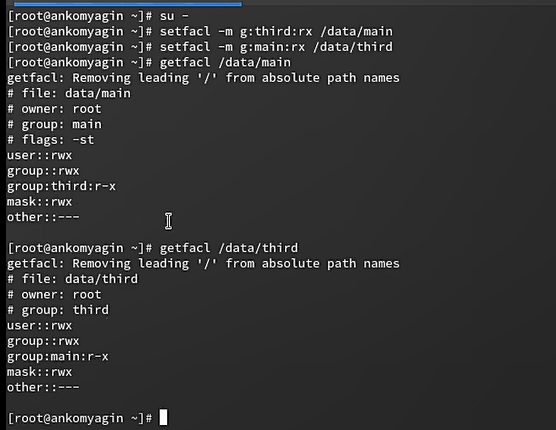 [root@ankomyagin ~]# su -
[root@ankomyagin ~]# setfacl -m g:third:rx /data/main
[root@ankomyagin ~]# setfacl -m g:main:rx /data/third
[root@ankomyagin ~]# getfacl /data/main
getfacl: Removing leading '/' from absolute path names
# file: data/main
# owner: root
# group: main
# flags: -st
user::rwx
group::rwx
group:third:r-x
mask::rwx
other::---

[root@ankomyagin ~]# getfacl /data/third
getfacl: Removing leading '/' from absolute path names
# file: data/third
# owner: root
# group: third
user::rwx
group::rwx
group:main:r-x
mask::rwx
other::---

[root@ankomyagin ~]#